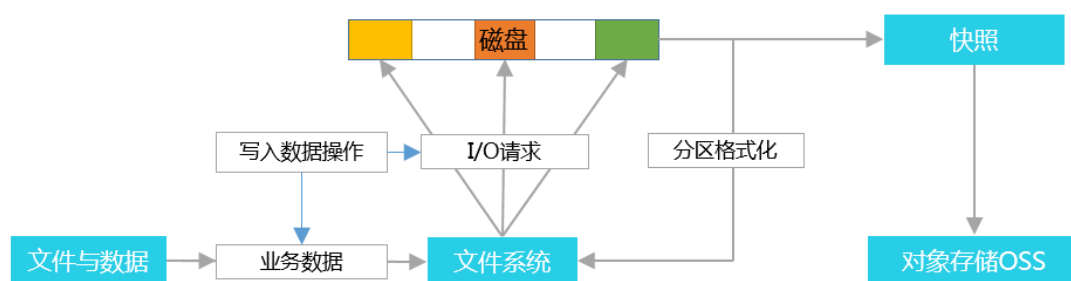 磁盘
快照
写入数据操作
I/O请求
分区格式化
文件与数据
业务数据
文件系统
对象存储OSS